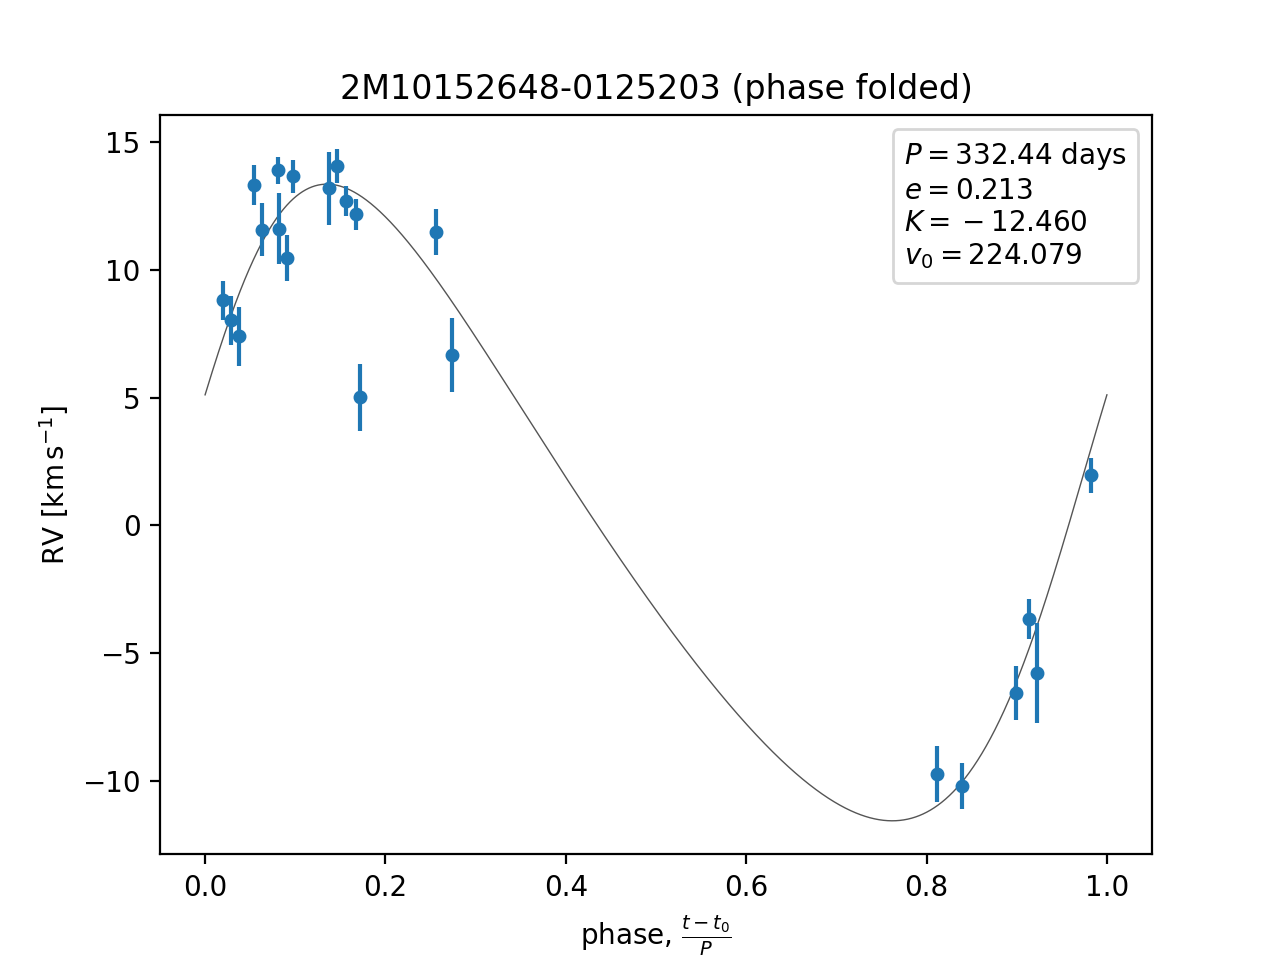 2M10152648-0125203 (phase folded)
P = 332.44 days
e = 0.213
K = −12.460
v₀ = 224.079
RV [km s⁻¹]
15
10
5
0
−5
−10
0.0 0.2 0.4 0.6 0.8 1.0
phase, (t − t₀)/P